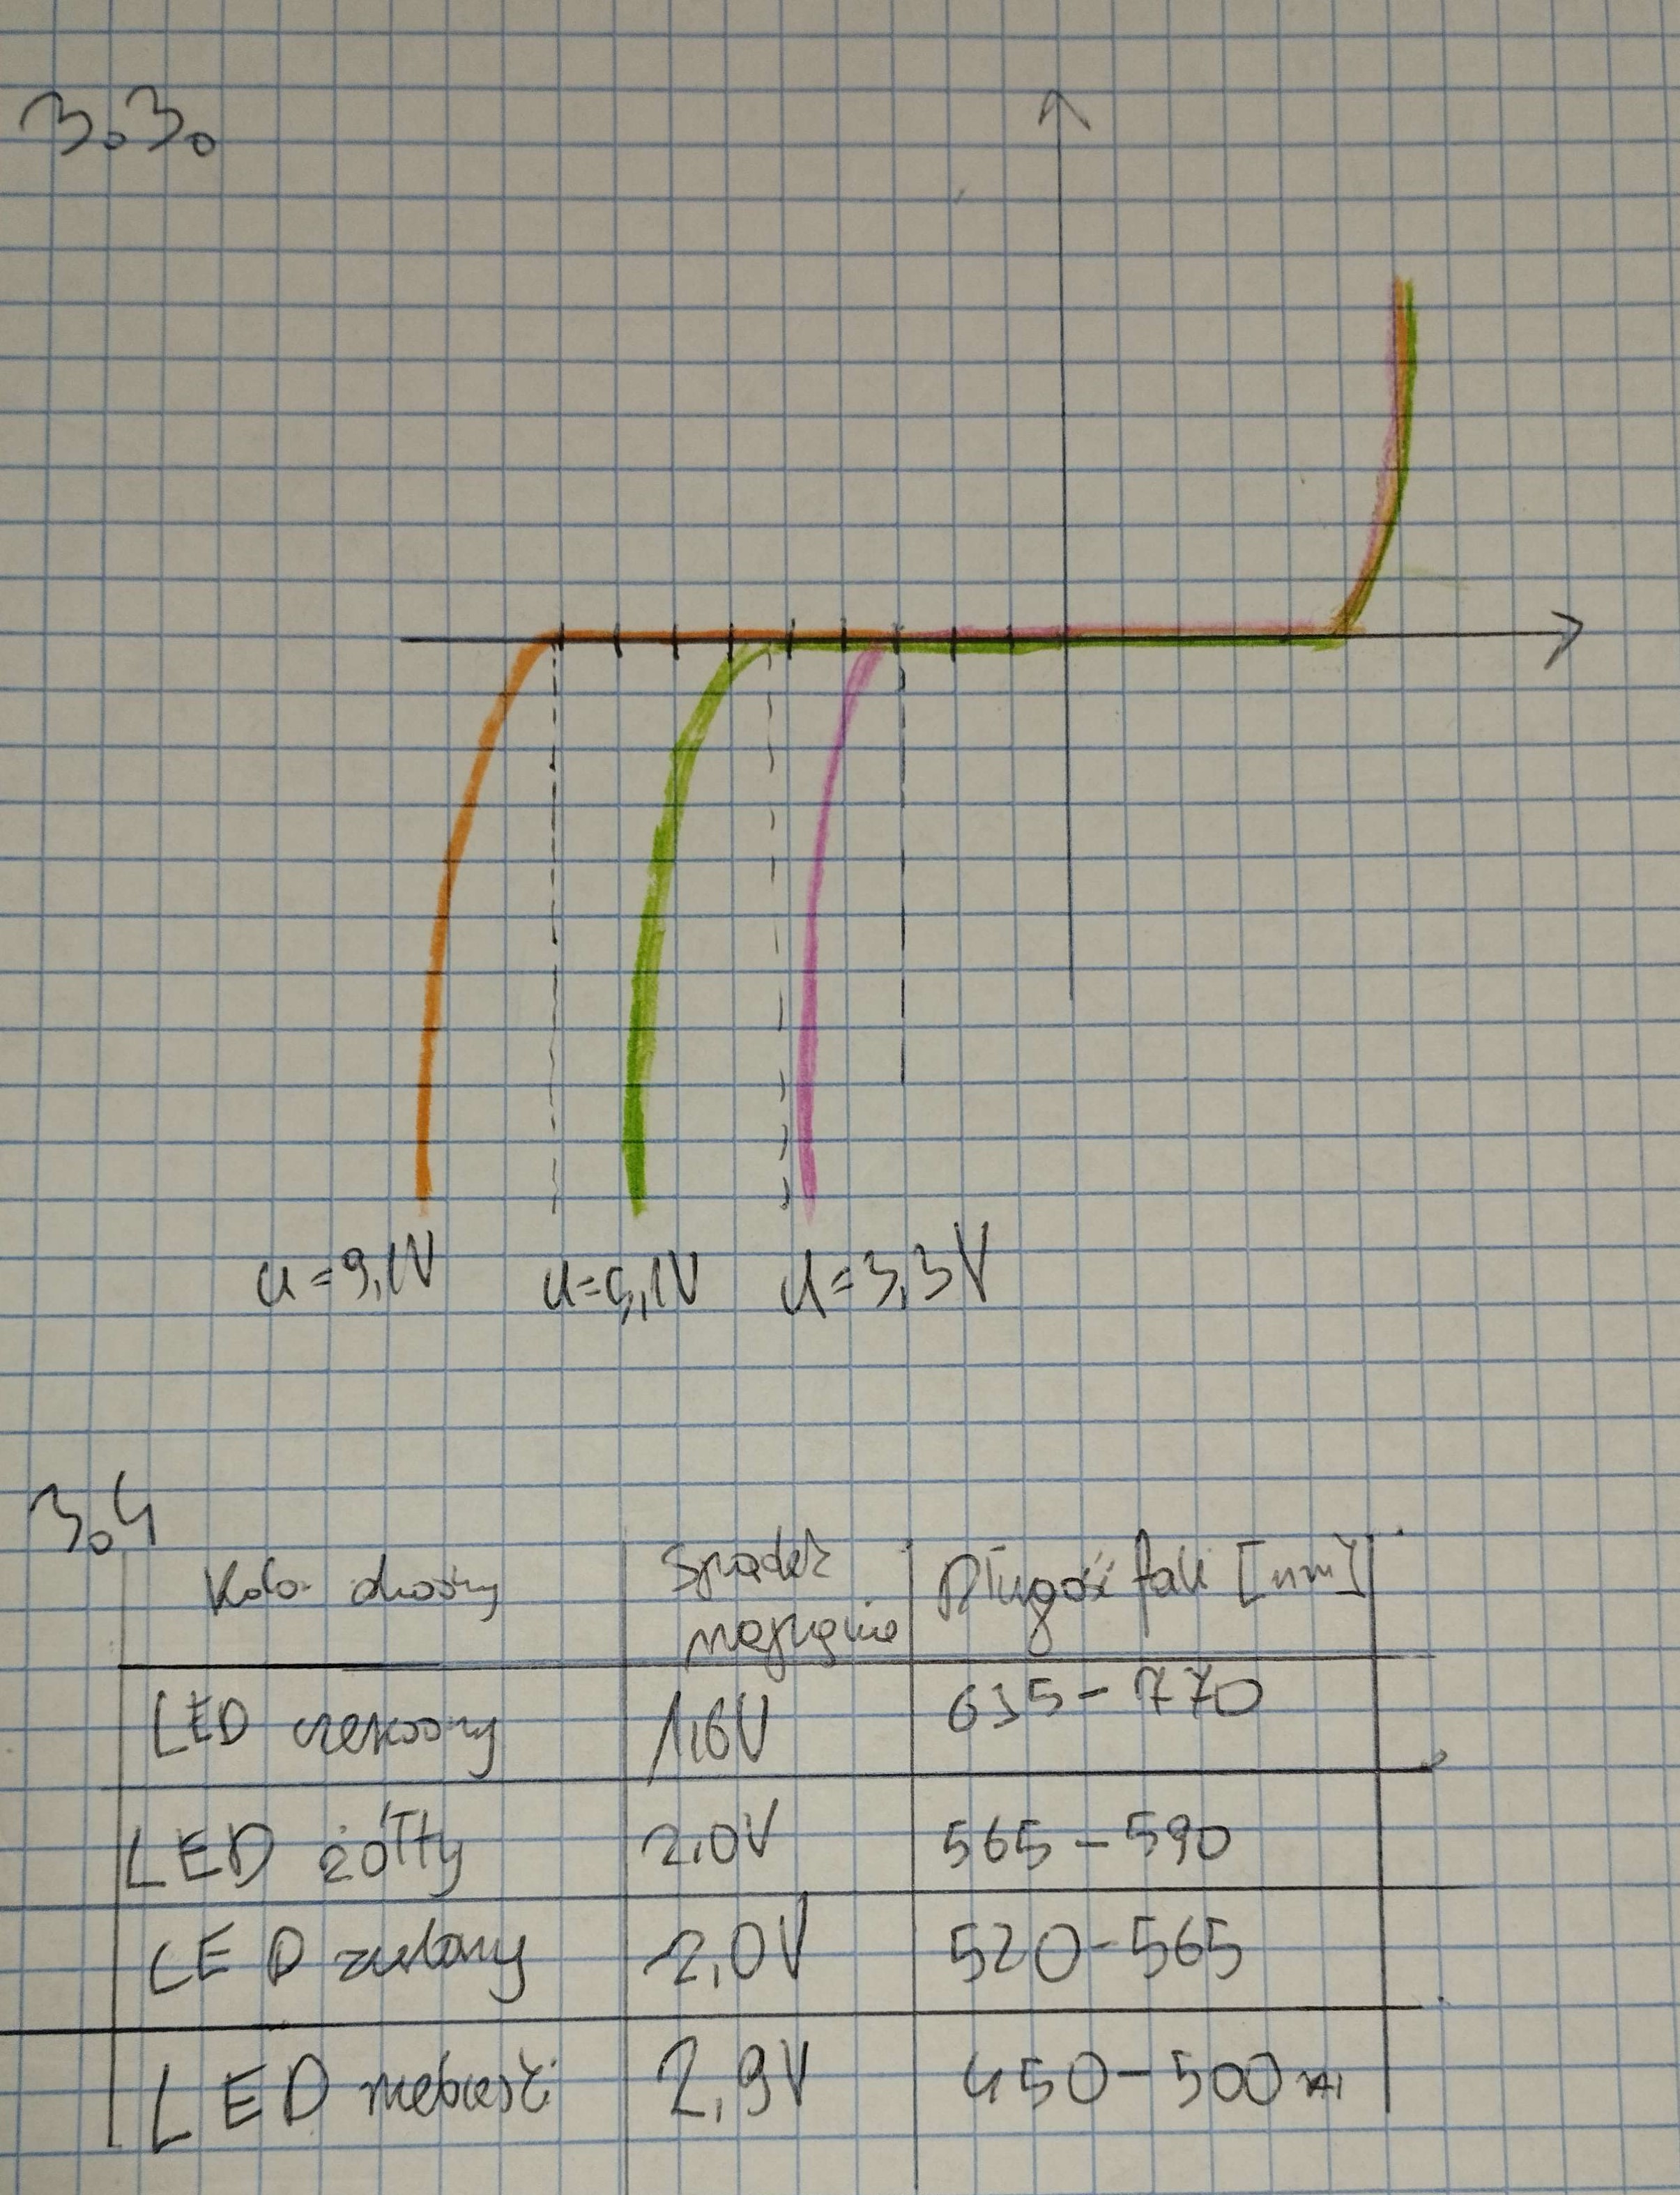 3.3.
U=9,1V U=5,1V U=3,3V
3.4
Kolor diody Spadek napięcia Długość fali [nm]
LED czerwony 1,6V 635-770
LED żółty 2,0V 565-590
LED zielony 2,0V 520-565
LED niebieski 2,9V 450-500 nm